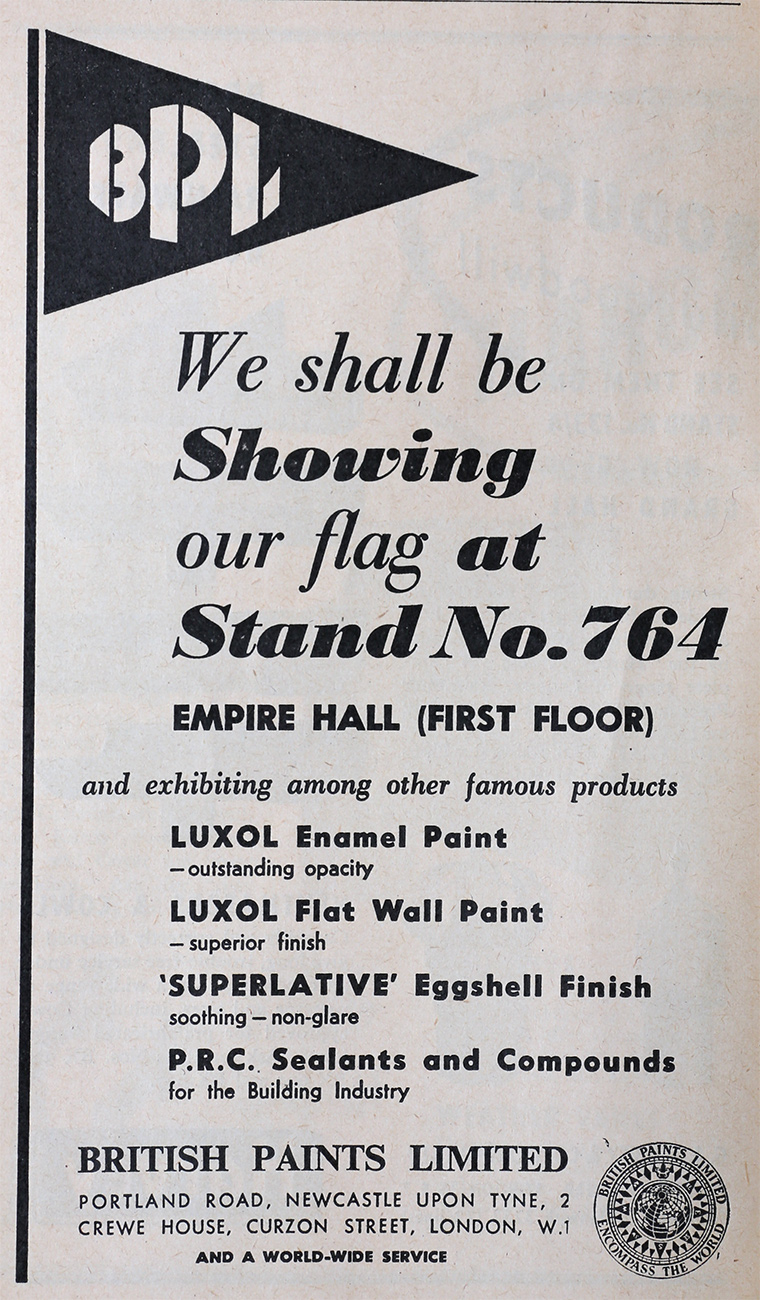 BPL
We shall be
Showing
our flag at
Stand No. 764
EMPIRE HALL (FIRST FLOOR)
and exhibiting among other famous products
LUXOL Enamel Paint
—outstanding opacity
LUXOL Flat Wall Paint
— superior finish
'SUPERLATIVE' Eggshell Finish
soothing — non-glare
P.R.C. Sealants and Compounds
for the Building Industry
BRITISH PAINTS LIMITED
PORTLAND ROAD, NEWCASTLE UPON TYNE, 2
CREWE HOUSE, CURZON STREET, LONDON, W.1
AND A WORLD-WIDE SERVICE
BRITISH PAINTS LIMITED
ENCOMPASS THE WORLD